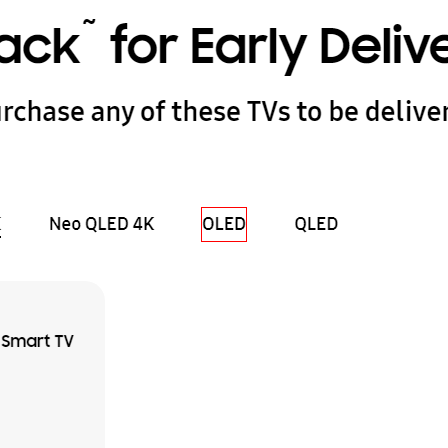 ack~ for Early Delive
rchase any of these TVs to be deliver
Neo QLED 4K OLED QLED
Smart TV